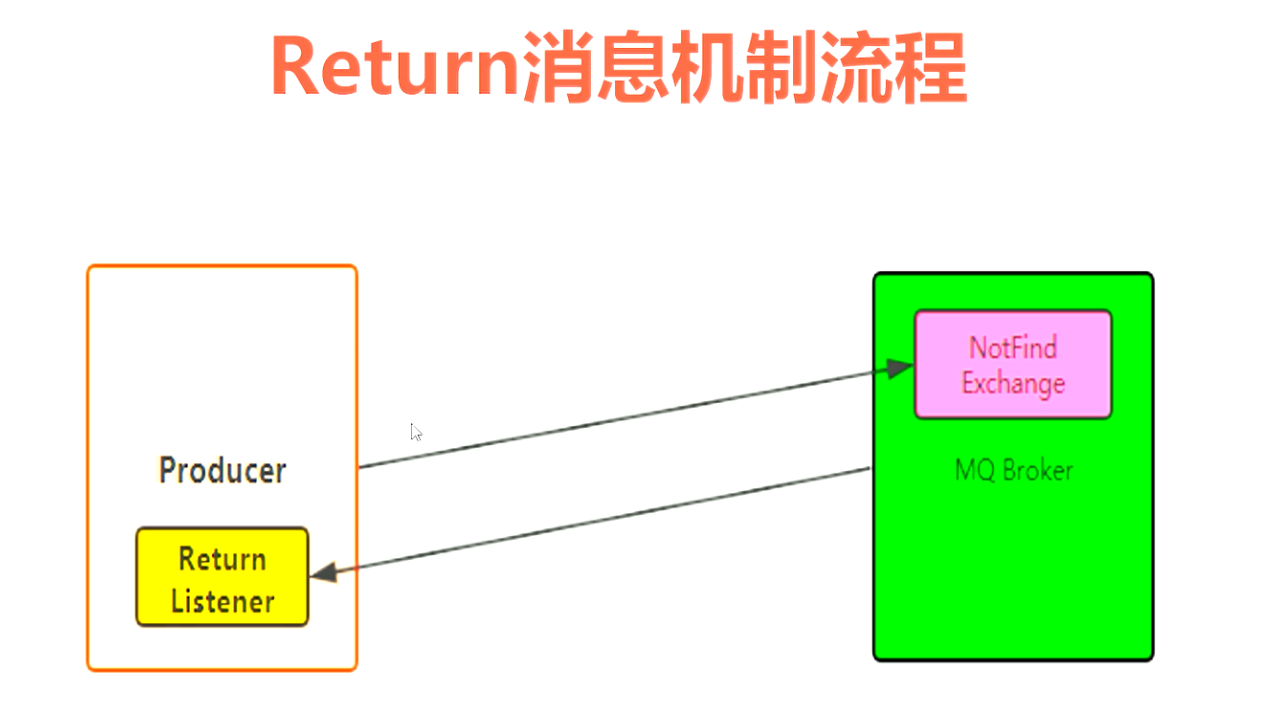 Return消息机制流程
Producer
Return
Listener
NotFind
Exchange
MQ Broker